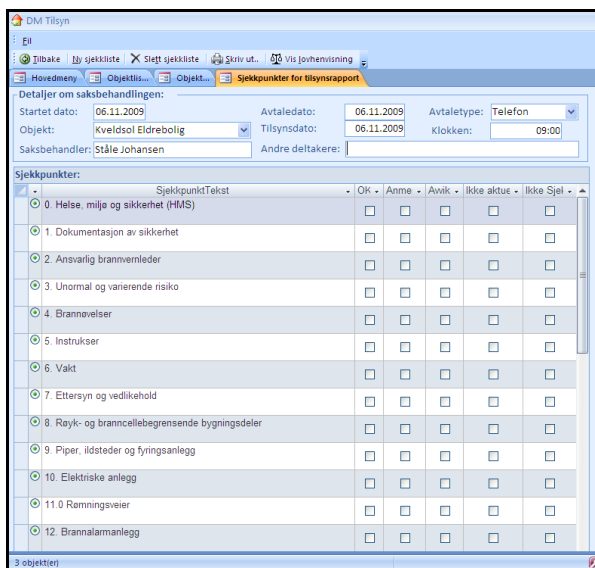 DM Tilsyn
Fil
Tilbake Ny sjekkliste Slett sjekkliste Skriv ut.. Vis lovhenvisning
Hovedmeny Objektlis... Objekt... Sjekkpunkter for tilsynsrapport
Detaljer om saksbehandlingen:
Startet dato: 06.11.2009 Avtaledato: 06.11.2009 Avtaletype: Telefon
Objekt: Kveldsol Eldrebolig Tilsynsdato: 06.11.2009 Klokken: 09:00
Saksbehandler: Ståle Johansen Andre deltakere:
Sjekkpunkter:
SjekkpunktTekst OK Anme Avvik Ikke aktue Ikke Sjel
0. Helse, miljø og sikkerhet (HMS)
1. Dokumentasjon av sikkerhet
2. Ansvarlig brannvernleder
3. Unormal og varierende risiko
4. Brannøvelser
5. Instrukser
6. Vakt
7. Ettersyn og vedlikehold
8. Røyk- og branncellebegrensende bygningsdeler
9. Piper, ildsteder og fyringsanlegg
10. Elektriske anlegg
11.0 Rømningsveier
12. Brannalarmanlegg
3 objekt(er)